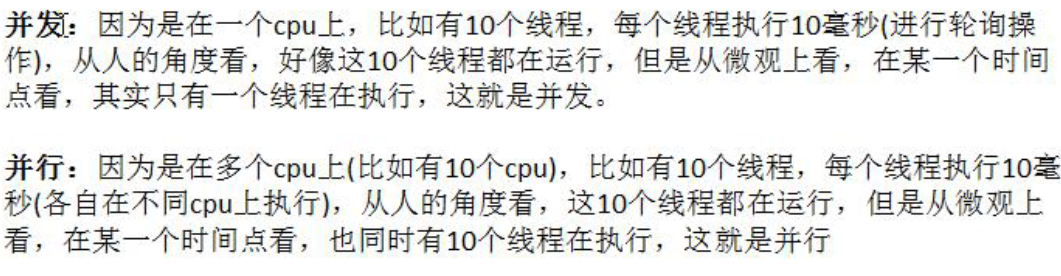 并发：因为是在一个cpu上，比如有10个线程，每个线程执行10毫秒(进行轮询操
作)，从人的角度看，好像这10个线程都在运行，但是从微观上看，在某一个时间
点看，其实只有一个线程在执行，这就是并发。
并行：因为是在多个cpu上(比如有10个cpu)，比如有10个线程，每个线程执行10毫
秒(各自在不同cpu上执行)，从人的角度看，这10个线程都在运行，但是从微观上
看，在某一个时间点看，也同时有10个线程在执行，这就是并行